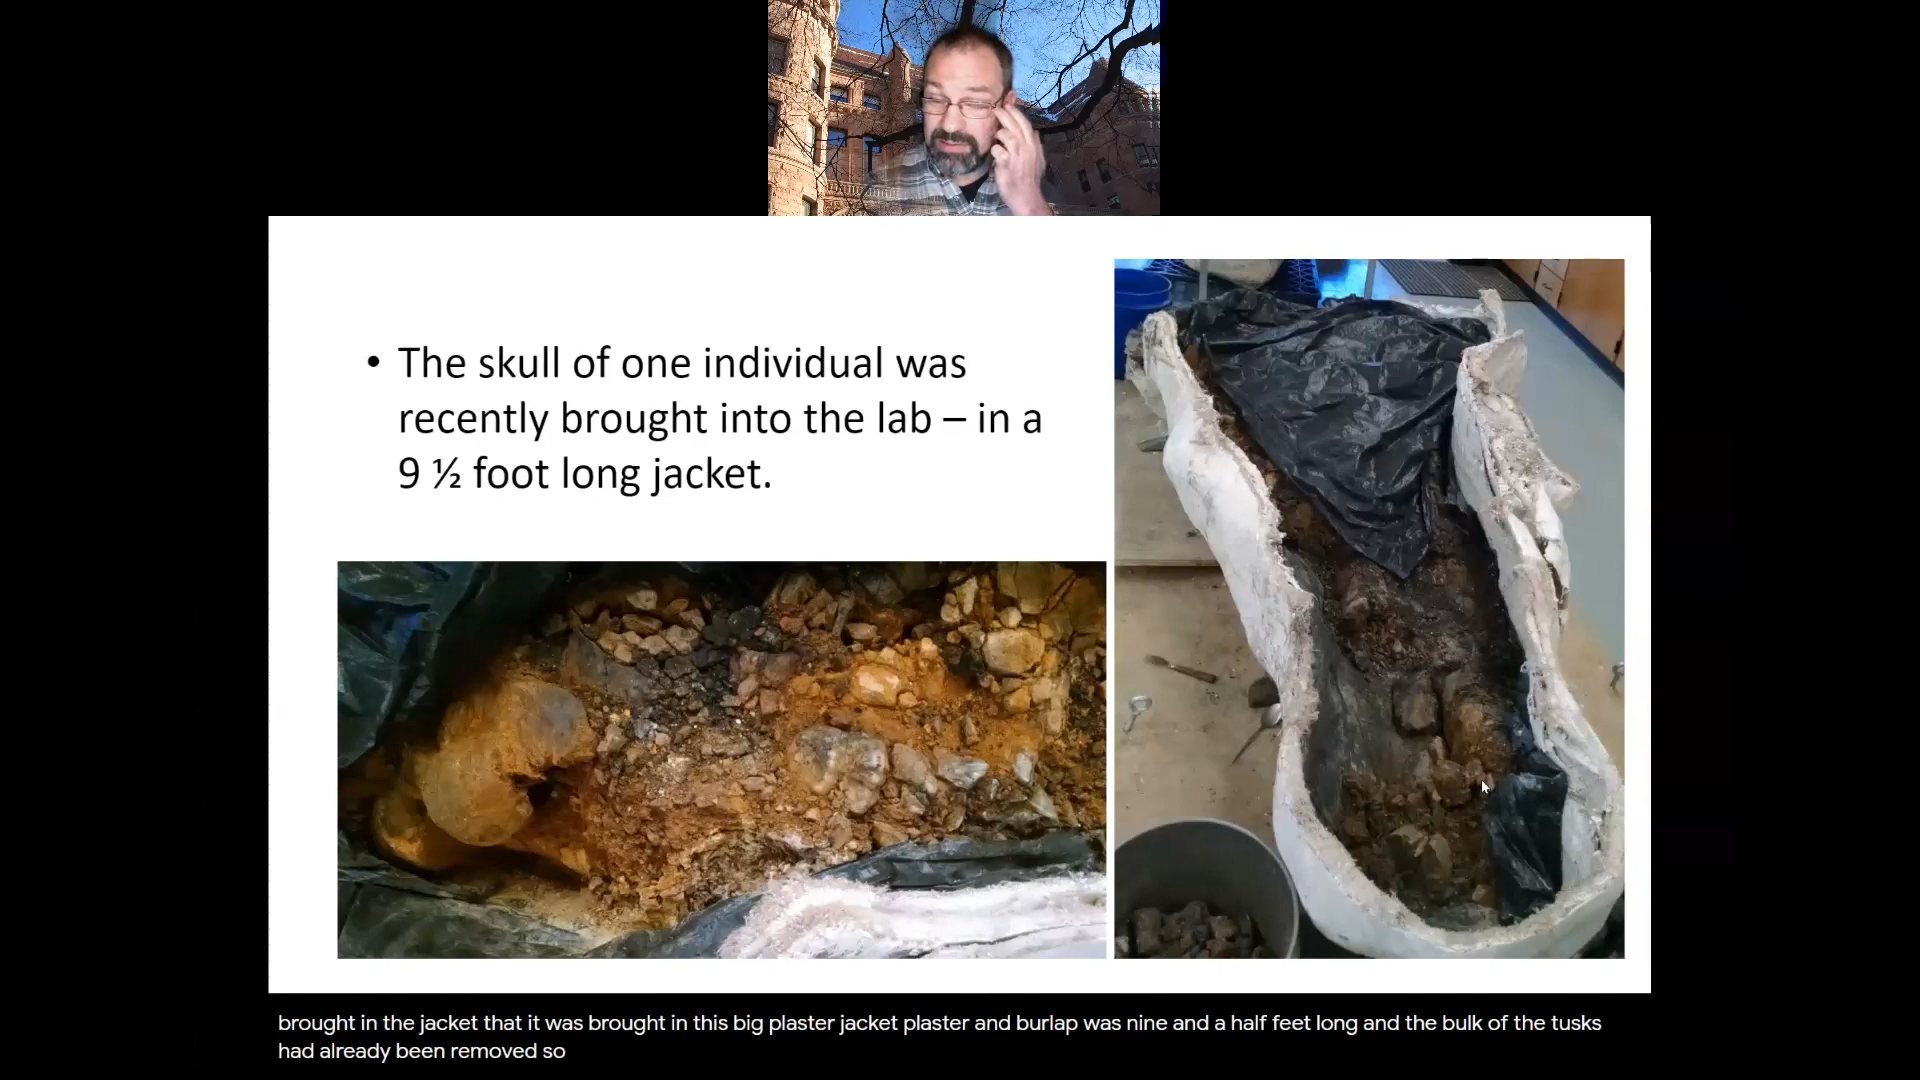 • The skull of one individual was
recently brought into the lab – in a
9 ½ foot long jacket.
brought in the jacket that it was brought in this big plaster jacket plaster and burlap was nine and a half feet long and the bulk of the tusks
had already been removed so